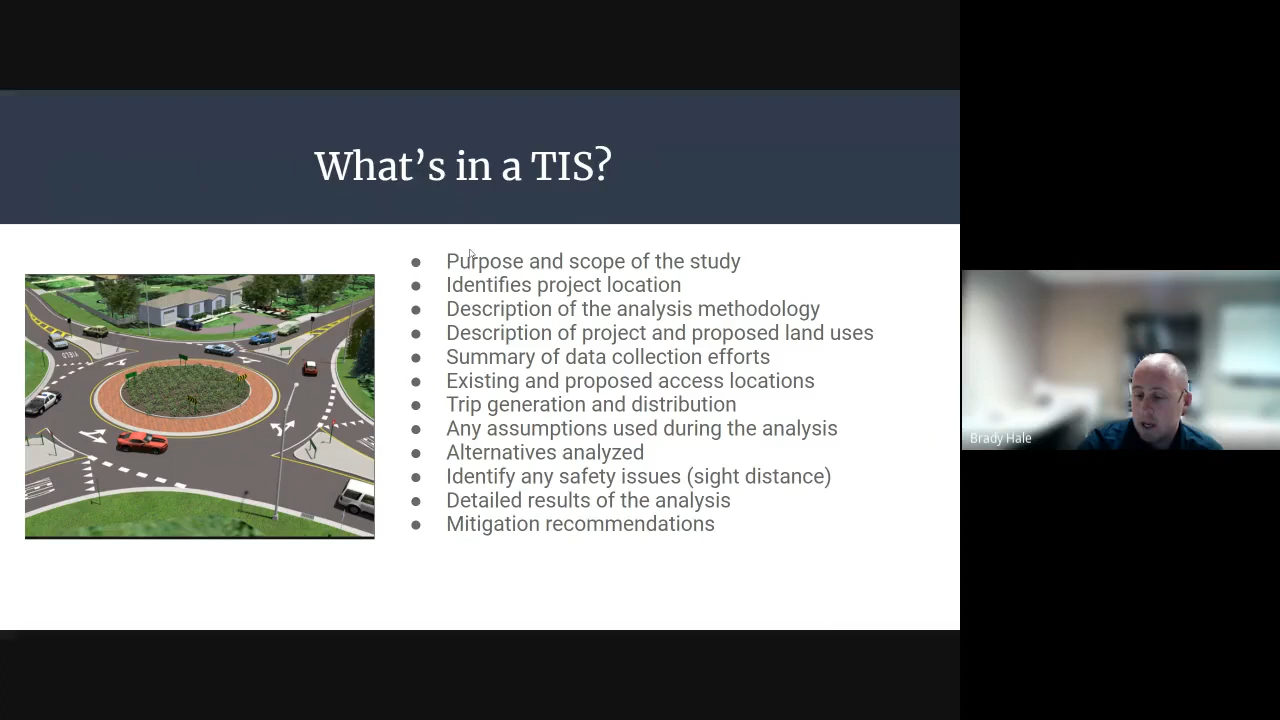 What's in a TIS?
● Purpose and scope of the study
● Identifies project location
● Description of the analysis methodology
● Description of project and proposed land uses
● Summary of data collection efforts
● Existing and proposed access locations
● Trip generation and distribution
● Any assumptions used during the analysis
● Alternatives analyzed
● Identify any safety issues (sight distance)
● Detailed results of the analysis
● Mitigation recommendations
YIELD
Brady Hale